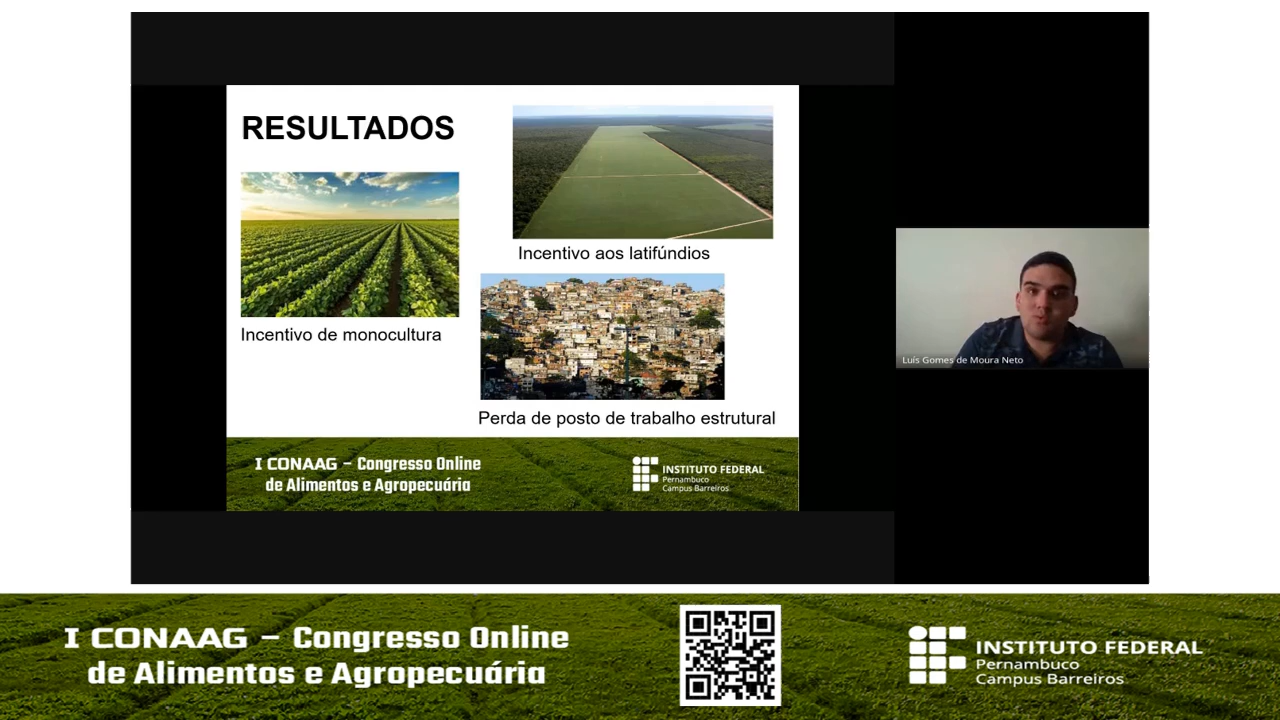 RESULTADOS
Incentivo aos latifúndios
Incentivo de monocultura
Perda de posto de trabalho estrutural
Luís Gomes de Moura Neto
I CONAAG – Congresso Online
de Alimentos e Agropecuária
INSTITUTO FEDERAL
Pernambuco
Campus Barreiros
I CONAAG – Congresso Online
de Alimentos e Agropecuária
INSTITUTO FEDERAL
Pernambuco
Campus Barreiros